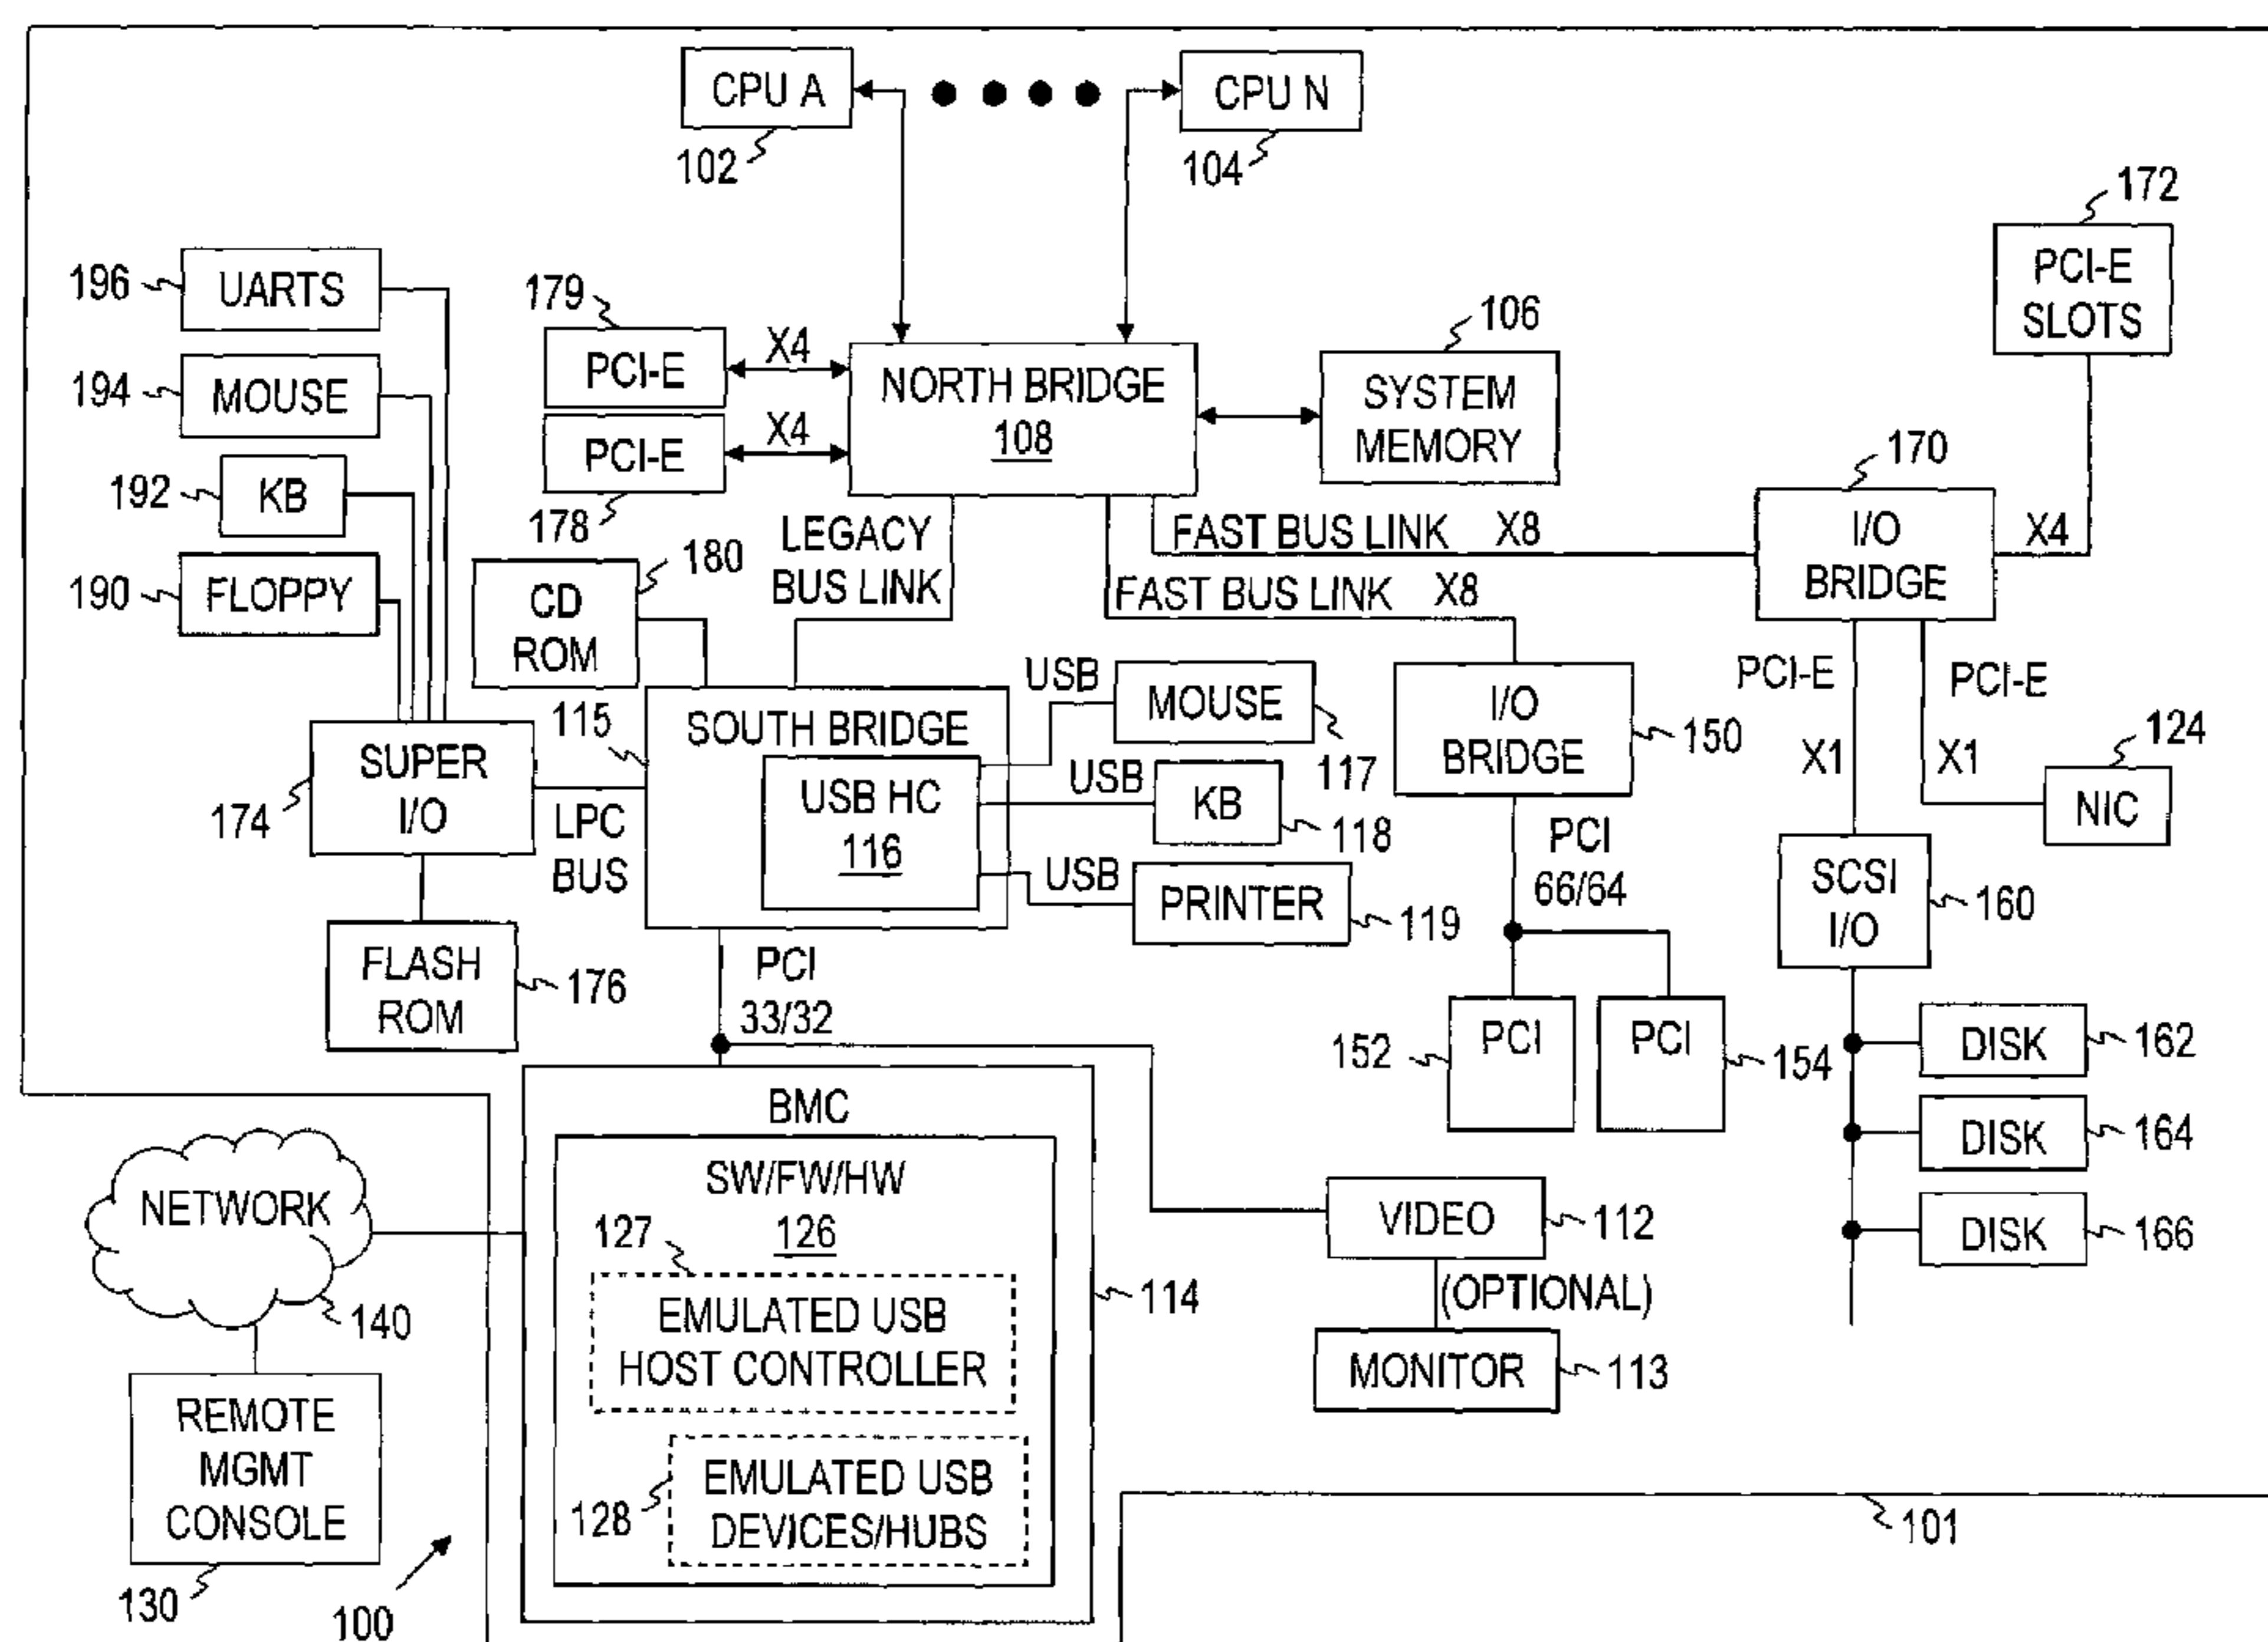 CPU A
CPU N
102
104
172
PCI-E
SLOTS
196
UARTS
179
PCI-E
X4
106
194
MOUSE
NORTH BRIDGE
108
SYSTEM
MEMORY
PCI-E
X4
178
170
192
KB
LEGACY
BUS LINK
FAST BUS LINK X8
I/O
BRIDGE
X4
190
FLOPPY
180
CD
ROM
FAST BUS LINK X8
115
SOUTH BRIDGE
USB HC
116
USB
MOUSE
117
USB
KB
118
USB
PRINTER
119
I/O
BRIDGE
150
PCI-E
PCI-E
X1
X1
124
NIC
174
SUPER
I/O
LPC
BUS
PCI
66/64
SCSI
I/O
160
FLASH
ROM
176
PCI
33/32
152
PCI
PCI
154
DISK
162
DISK
164
DISK
166
BMC
SW/FW/HW
126
127
EMULATED USB
HOST CONTROLLER
128
EMULATED USB
DEVICES/HUBS
114
VIDEO
112
(OPTIONAL)
MONITOR
113
NETWORK
140
REMOTE
MGMT
CONSOLE
130
100
101